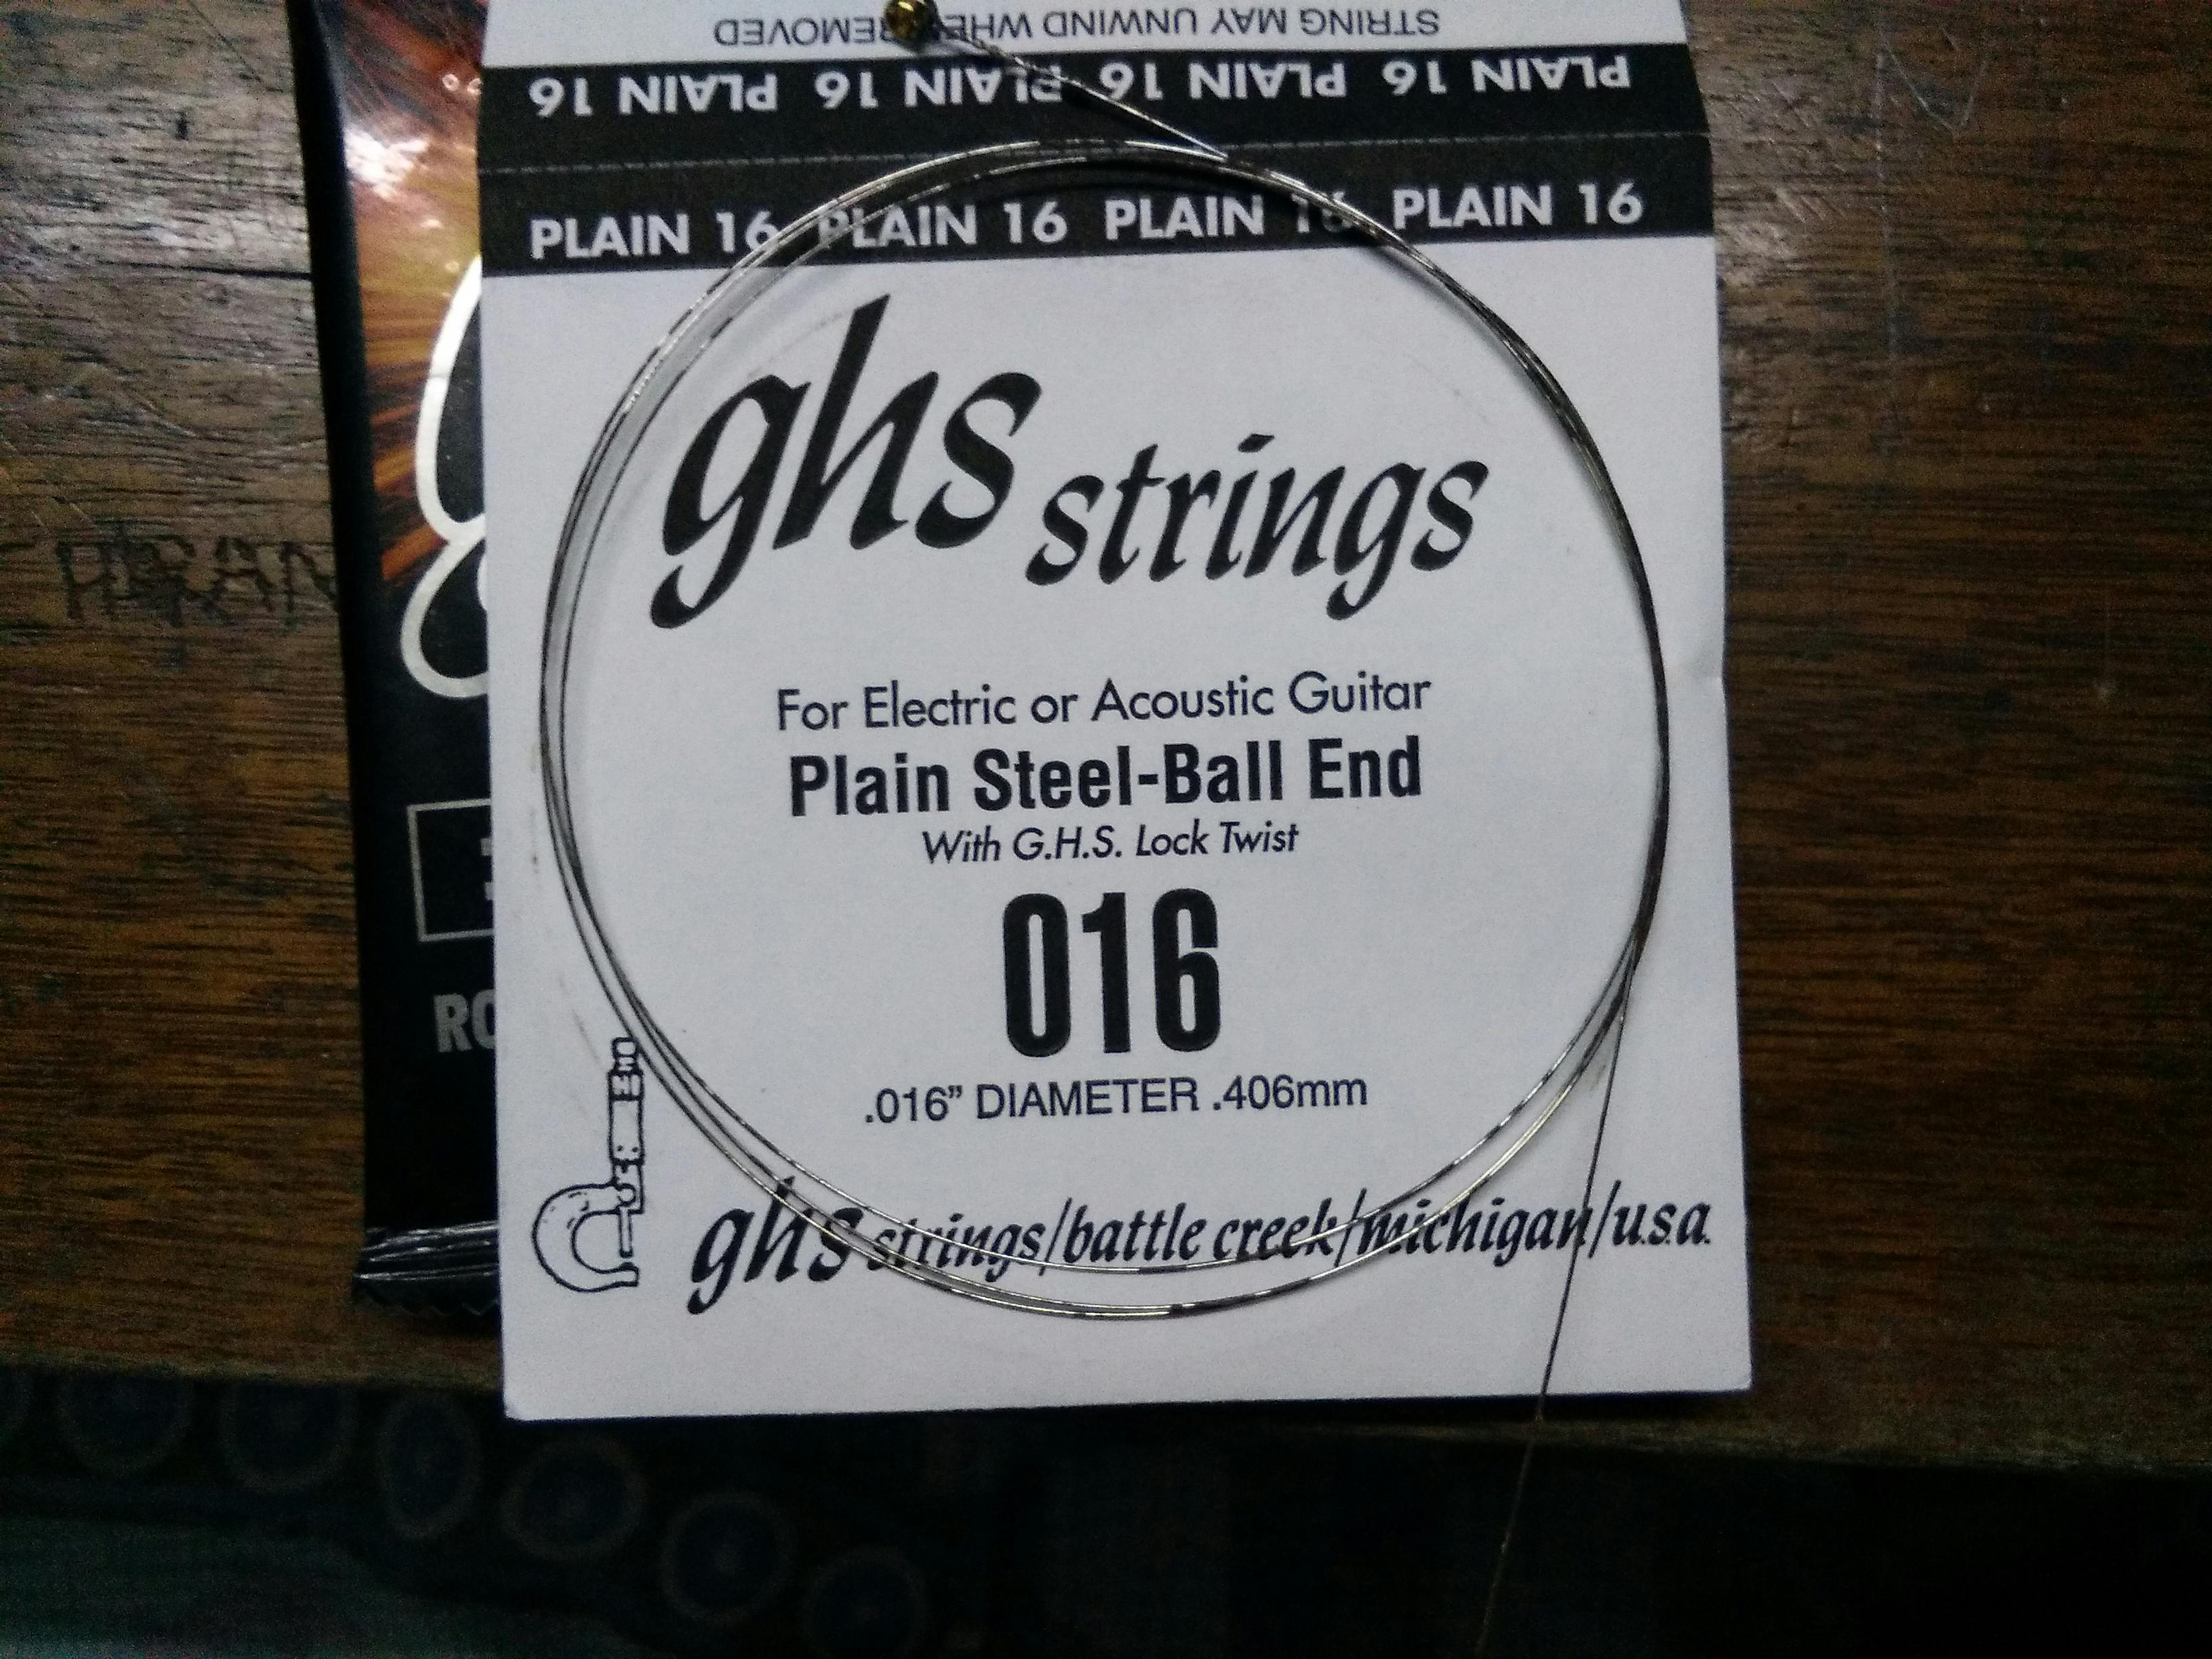 STRING MAY UNWIND WHEN REMOVED
PLAIN 16 PLAIN 16 PLAIN 16 PLAIN 16
PLAIN 16 PLAIN 16 PLAIN 16 PLAIN 16
ghs strings
For Electric or Acoustic Guitar
Plain Steel-Ball End
With G.H.S. Lock Twist
016
.016” DIAMETER .406mm
ghs strings/battle creek/michigan/u.s.a.